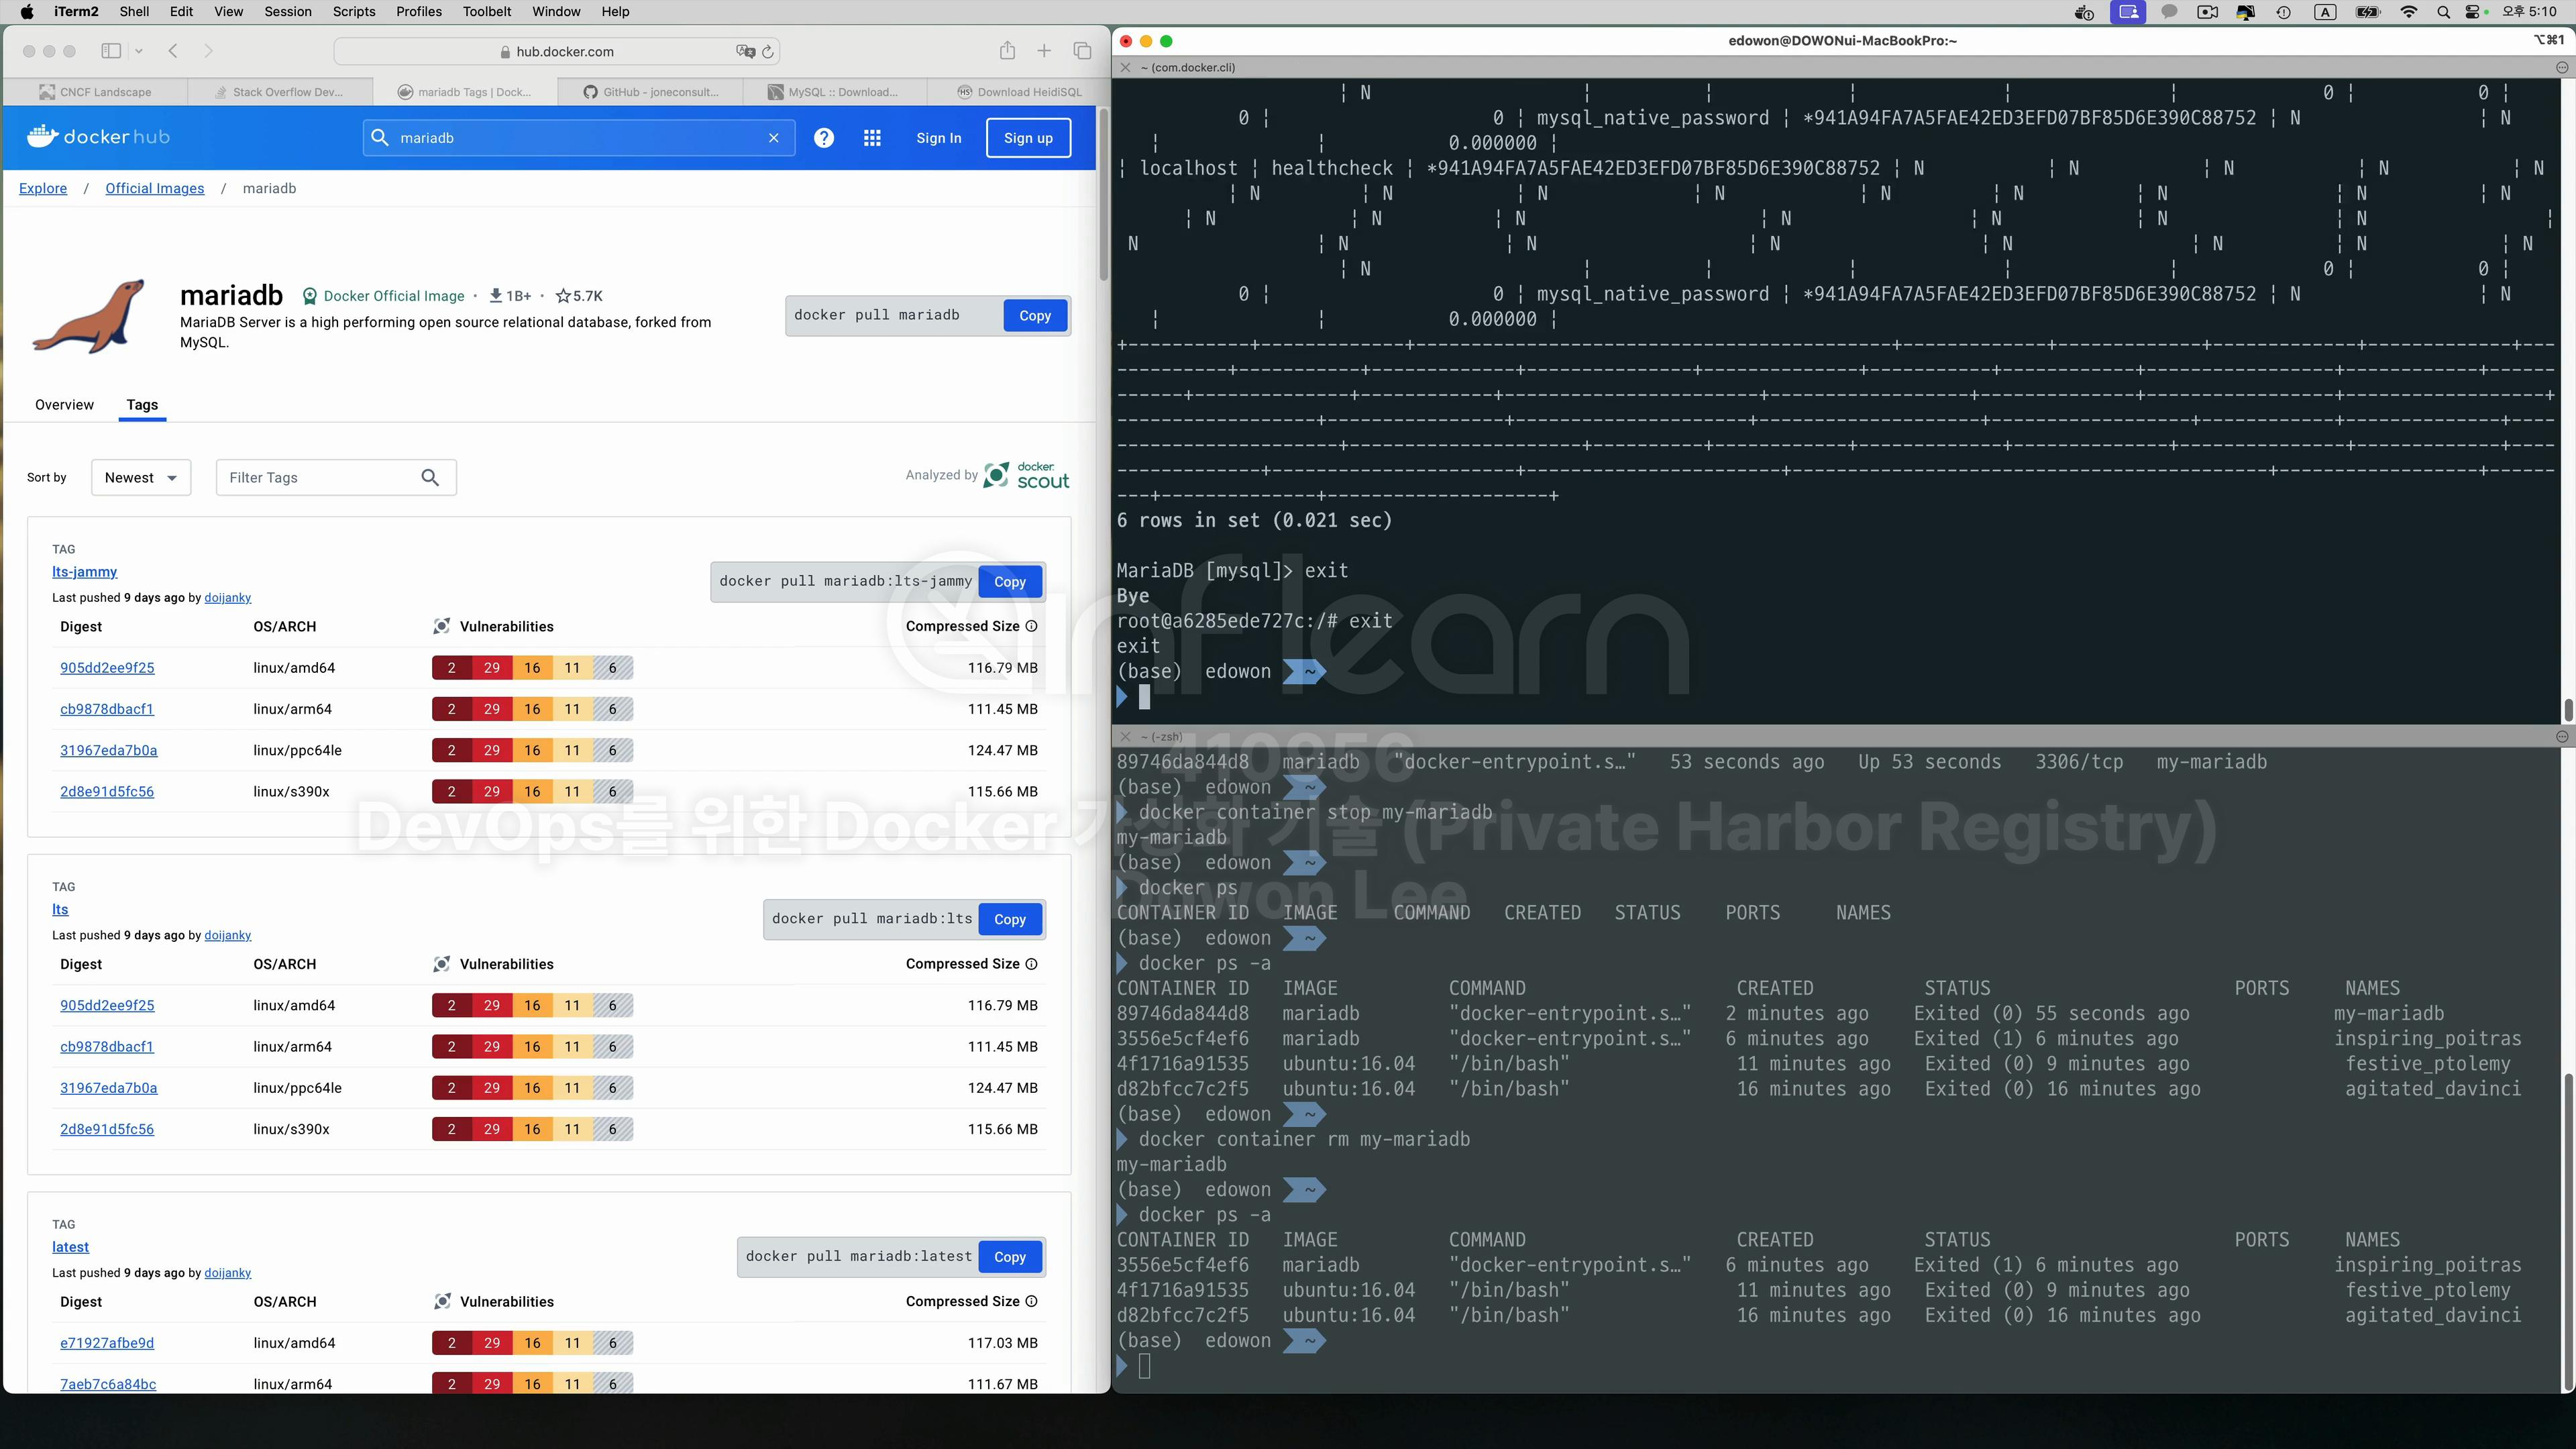 iTerm2 Shell Edit View Session Scripts Profiles Toolbelt Window Help
A 오후 5:10
hub.docker.com
CNCF Landscape
Stack Overflow Dev...
mariadb Tags | Dock...
GitHub - joneconsult...
MySQL :: Download...
Download HeidiSQL
docker hub
mariadb
Sign In
Sign up
Explore / Official Images / mariadb
mariadb Docker Official Image · 1B+ · 5.7K
MariaDB Server is a high performing open source relational database, forked from
MySQL.
docker pull mariadb Copy
Overview Tags
Sort by Newest Filter Tags
Analyzed by docker scout
TAG
lts-jammy
docker pull mariadb:lts-jammy Copy
Last pushed 9 days ago by doijanky
Digest OS/ARCH Vulnerabilities Compressed Size
905dd2ee9f25 linux/amd64 2 29 16 11 6 116.79 MB
cb9878dbacf1 linux/arm64 2 29 16 11 6 111.45 MB
31967eda7b0a linux/ppc64le 2 29 16 11 6 124.47 MB
2d8e91d5fc56 linux/s390x 2 29 16 11 6 115.66 MB
TAG
lts
docker pull mariadb:lts Copy
Last pushed 9 days ago by doijanky
Digest OS/ARCH Vulnerabilities Compressed Size
905dd2ee9f25 linux/amd64 2 29 16 11 6 116.79 MB
cb9878dbacf1 linux/arm64 2 29 16 11 6 111.45 MB
31967eda7b0a linux/ppc64le 2 29 16 11 6 124.47 MB
2d8e91d5fc56 linux/s390x 2 29 16 11 6 115.66 MB
TAG
latest
docker pull mariadb:latest Copy
Last pushed 9 days ago by doijanky
Digest OS/ARCH Vulnerabilities Compressed Size
e71927afbe9d linux/amd64 2 29 16 11 6 117.03 MB
7aeb7c6a84bc linux/arm64 2 29 16 11 6 111.67 MB
edowon@DOWONui-MacBookPro:~ ⌥⌘1
~ (com.docker.cli)
| N | | | | | 0 | 0 |
0 | 0 | mysql_native_password | *941A94FA7A5FAE42ED3EFD07BF85D6E390C88752 | N | N
| | 0.000000 |
| localhost | healthcheck | *941A94FA7A5FAE42ED3EFD07BF85D6E390C88752 | N | N | N | N | N
| N | N | N | N | N | N | N | N | N
| N | N | N | N | N | N | N |
N | N | N | N | N | N | N | N
| N | | | | | 0 | 0 |
0 | 0 | mysql_native_password | *941A94FA7A5FAE42ED3EFD07BF85D6E390C88752 | N | N
| | 0.000000 |
6 rows in set (0.021 sec)
MariaDB [mysql]> exit
Bye
root@a6285ede727c:/# exit
exit
(base) edowon ~
~ (-zsh)
89746da844d8 mariadb "docker-entrypoint.s…" 53 seconds ago Up 53 seconds 3306/tcp my-mariadb
(base) edowon ~
docker container stop my-mariadb
my-mariadb
(base) edowon ~
docker ps
CONTAINER ID IMAGE COMMAND CREATED STATUS PORTS NAMES
(base) edowon ~
docker ps -a
CONTAINER ID IMAGE COMMAND CREATED STATUS PORTS NAMES
89746da844d8 mariadb "docker-entrypoint.s…" 2 minutes ago Exited (0) 55 seconds ago my-mariadb
3556e5cf4ef6 mariadb "docker-entrypoint.s…" 6 minutes ago Exited (1) 6 minutes ago inspiring_poitras
4f1716a91535 ubuntu:16.04 "/bin/bash" 11 minutes ago Exited (0) 9 minutes ago festive_ptolemy
d82bfcc7c2f5 ubuntu:16.04 "/bin/bash" 16 minutes ago Exited (0) 16 minutes ago agitated_davinci
(base) edowon ~
docker container rm my-mariadb
my-mariadb
(base) edowon ~
docker ps -a
CONTAINER ID IMAGE COMMAND CREATED STATUS PORTS NAMES
3556e5cf4ef6 mariadb "docker-entrypoint.s…" 6 minutes ago Exited (1) 6 minutes ago inspiring_poitras
4f1716a91535 ubuntu:16.04 "/bin/bash" 11 minutes ago Exited (0) 9 minutes ago festive_ptolemy
d82bfcc7c2f5 ubuntu:16.04 "/bin/bash" 16 minutes ago Exited (0) 16 minutes ago agitated_davinci
(base) edowon ~
inflearn
410956
DevOps를 위한 Docker 기술 (Private Harbor Registry)
Dowon Lee